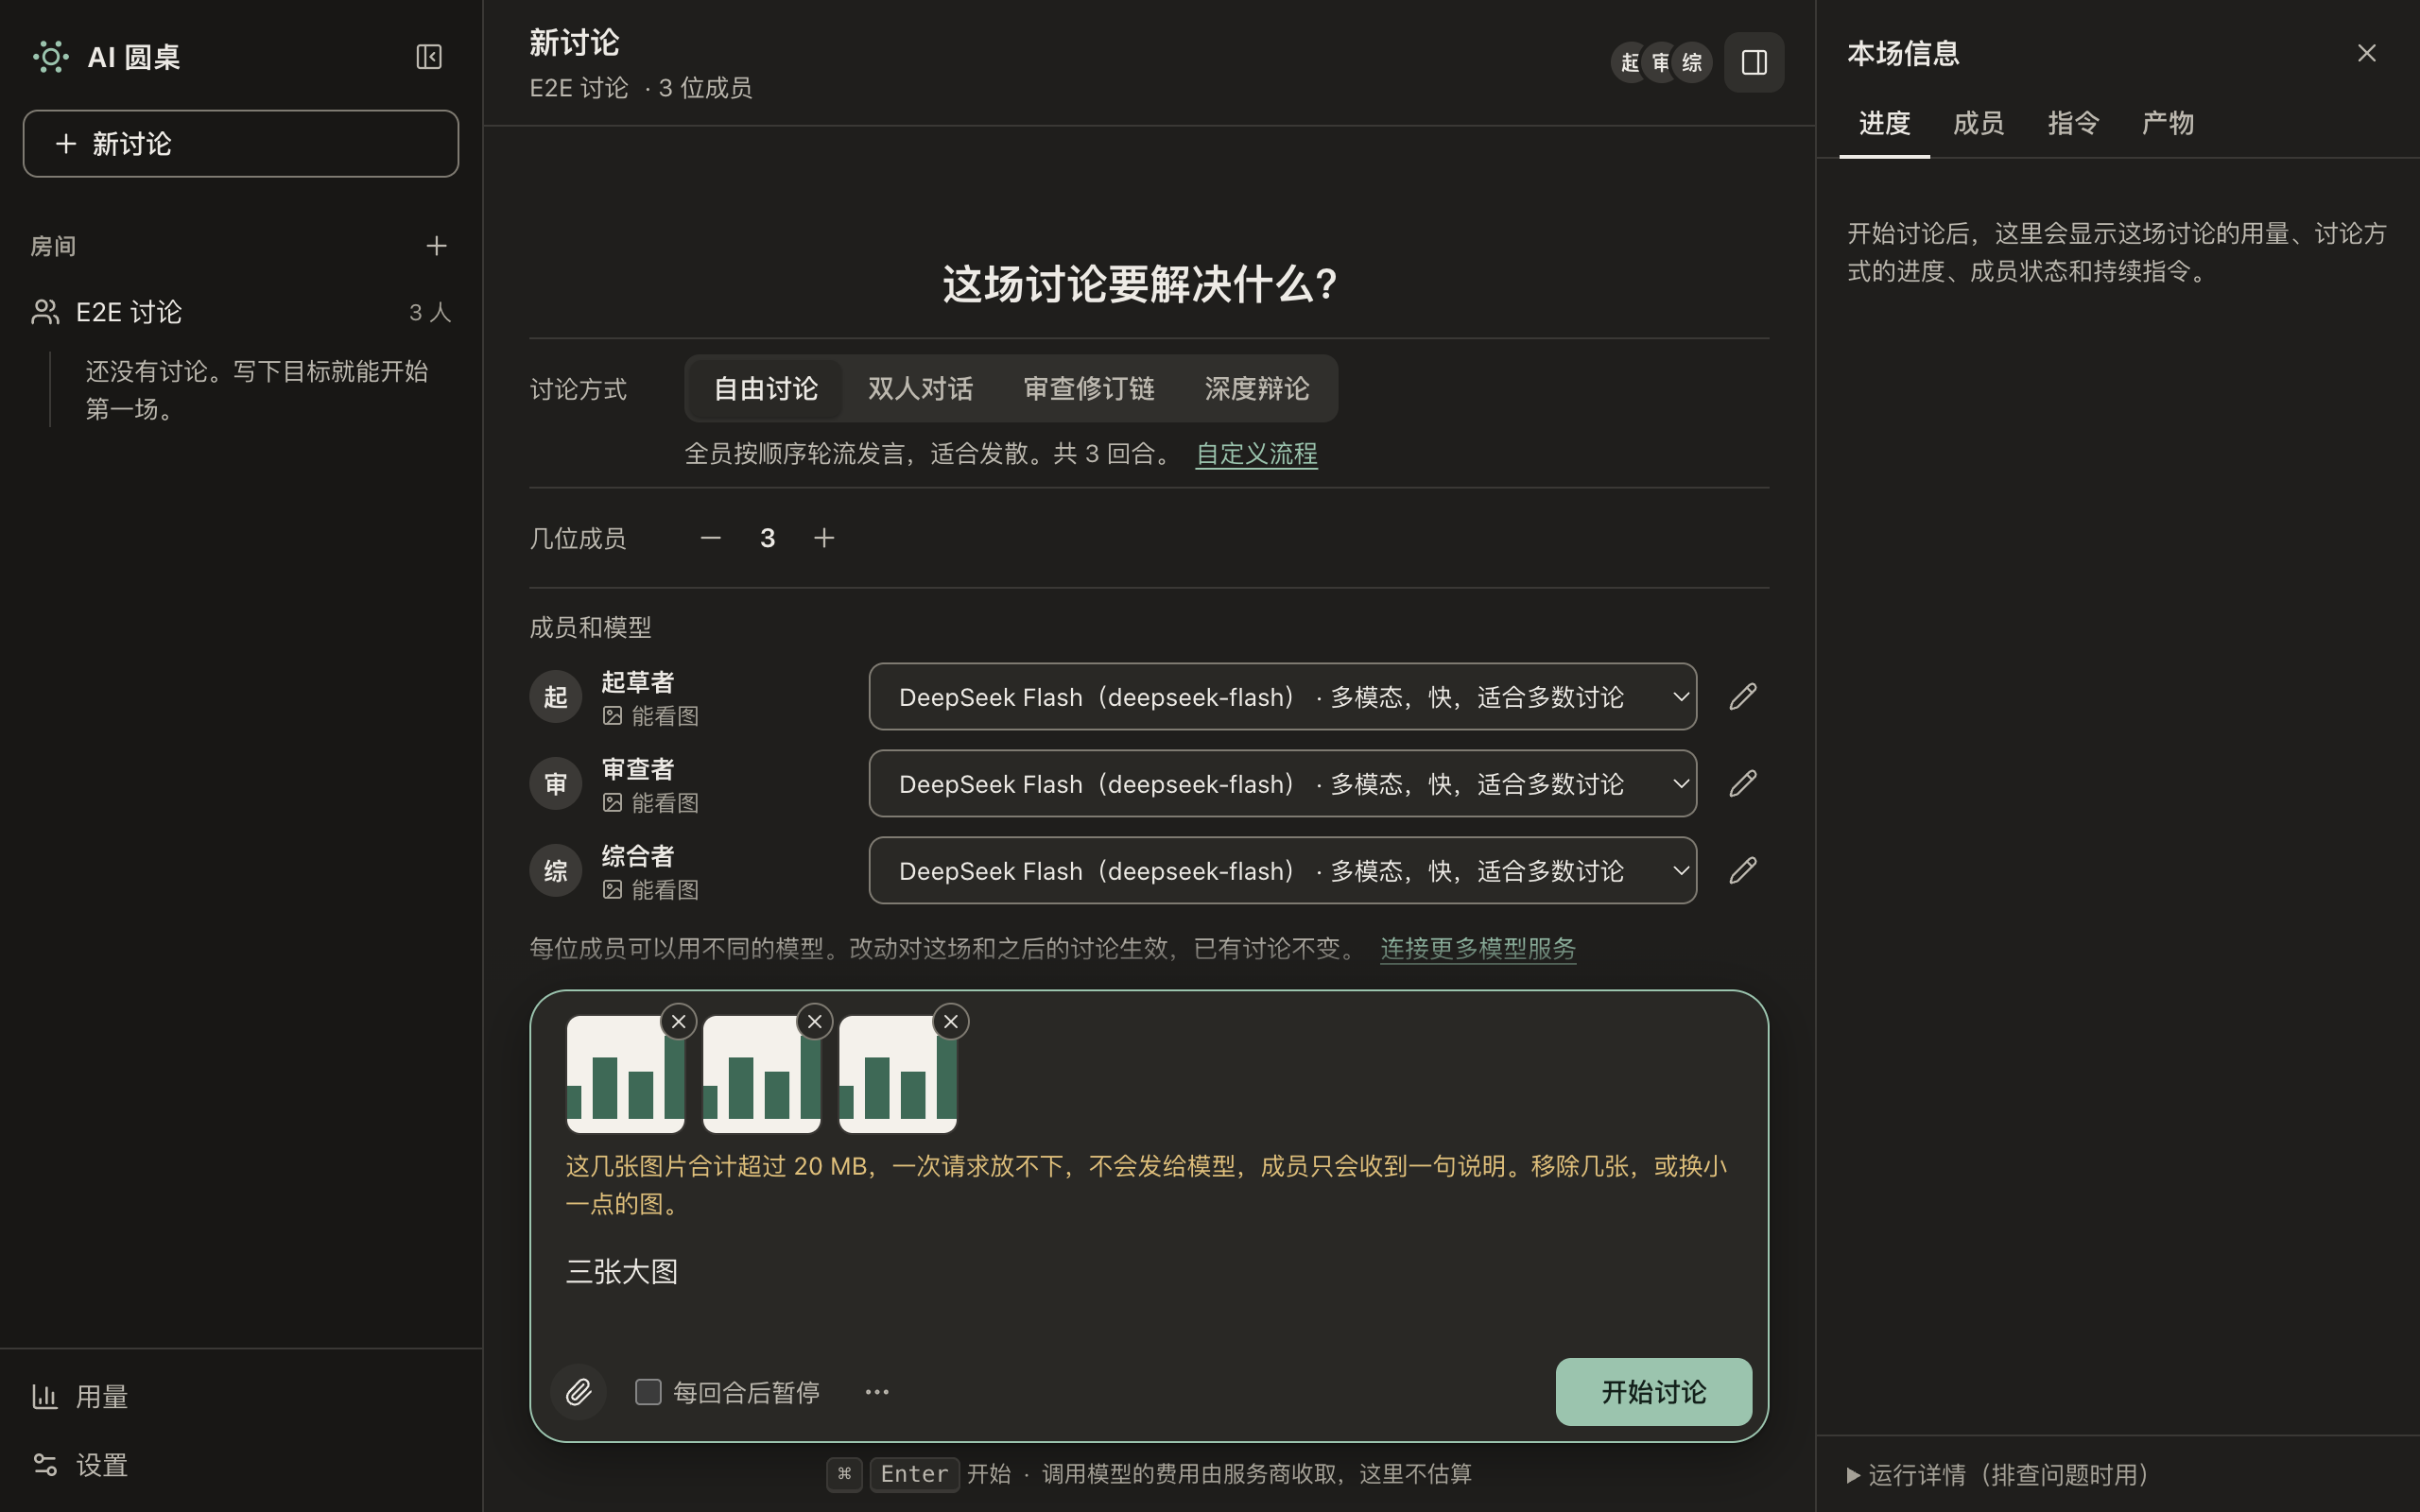 AI 圆桌
新讨论
房间
E2E 讨论
3 人
还没有讨论。写下目标就能开始
第一场。
用量
设置
新讨论
E2E 讨论 · 3 位成员
起
审
综
这场讨论要解决什么?
讨论方式
自由讨论
双人对话
审查修订链
深度辩论
全员按顺序轮流发言，适合发散。共 3 回合。 自定义流程
几位成员
3
成员和模型
起
起草者
能看图
DeepSeek Flash（deepseek-flash） · 多模态，快，适合多数讨论
审
审查者
能看图
DeepSeek Flash（deepseek-flash） · 多模态，快，适合多数讨论
综
综合者
能看图
DeepSeek Flash（deepseek-flash） · 多模态，快，适合多数讨论
每位成员可以用不同的模型。改动对这场和之后的讨论生效，已有讨论不变。 连接更多模型服务
这几张图片合计超过 20 MB，一次请求放不下，不会发给模型，成员只会收到一句说明。移除几张，或换小
一点的图。
三张大图
每回合后暂停
开始讨论
⌘ Enter 开始 · 调用模型的费用由服务商收取，这里不估算
本场信息
进度
成员
指令
产物
开始讨论后，这里会显示这场讨论的用量、讨论方
式的进度、成员状态和持续指令。
运行详情（排查问题时用）